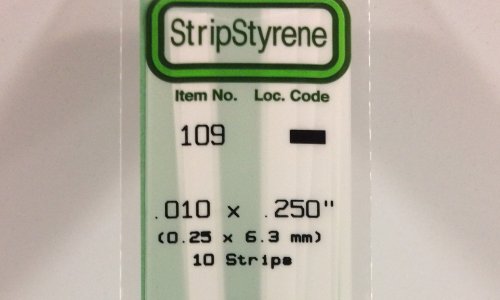 StripStyrene
Item No. Loc. Code
109
.010 x .250"
(0.25 x 6.3 mm)
10 Strips